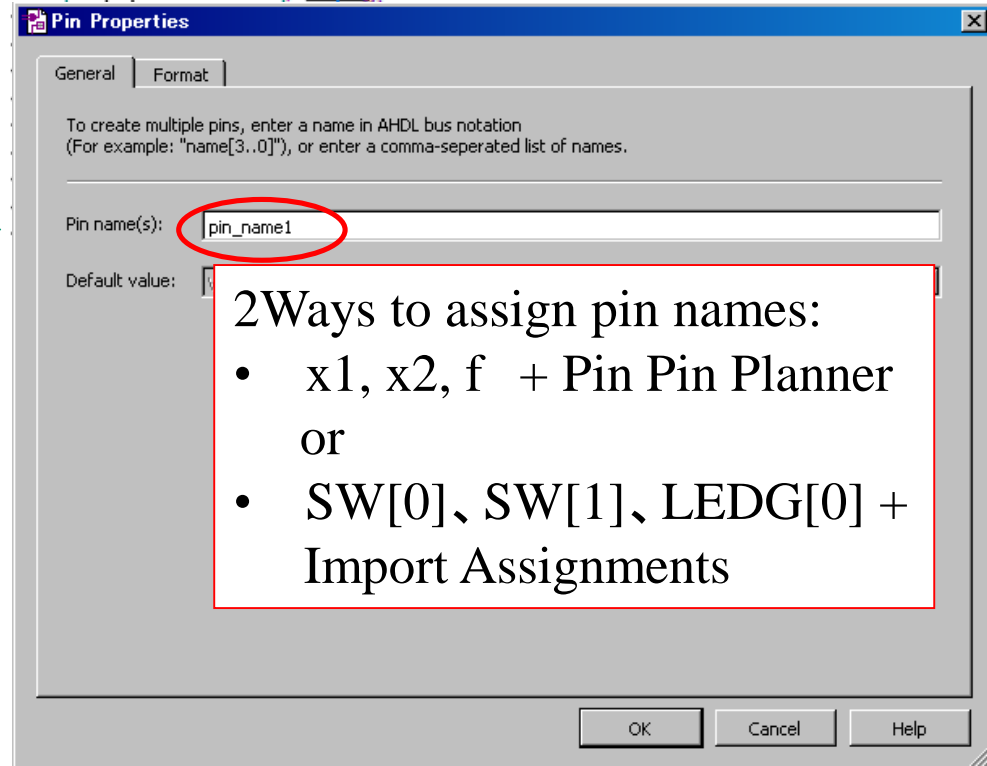 Pin Properties
General Format
To create multiple pins, enter a name in AHDL bus notation
(For example: "name[3..0]"), or enter a comma-seperated list of names.
Pin name(s): pin_name1
Default value:
2Ways to assign pin names:
• x1, x2, f + Pin Pin Planner
or
• SW[0]、SW[1]、LEDG[0] +
Import Assignments
OK Cancel Help